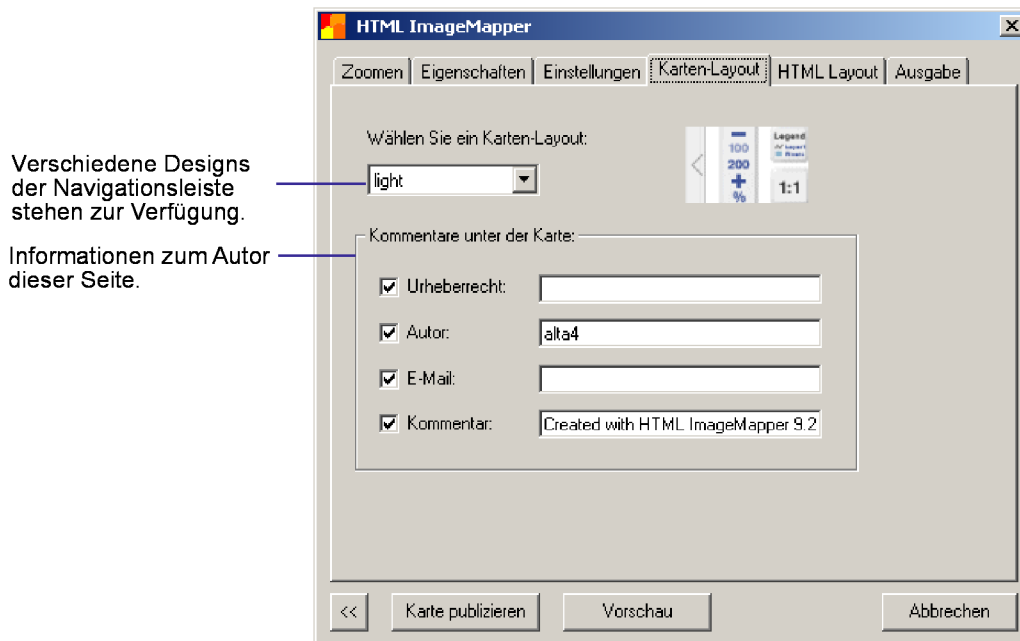 HTML ImageMapper
Zoomen Eigenschaften Einstellungen Karten-Layout HTML Layout Ausgabe
Verschiedene Designs
der Navigationsleiste
stehen zur Verfügung.
Informationen zum Autor
dieser Seite.
Wählen Sie ein Karten-Layout:
light
100
200
%
Legend
1:1
Kommentare unter der Karte:
Urheberrecht:
Autor: alta4
E-Mail:
Kommentar: Created with HTML ImageMapper 9.2
<< Karte publizieren Vorschau Abbrechen